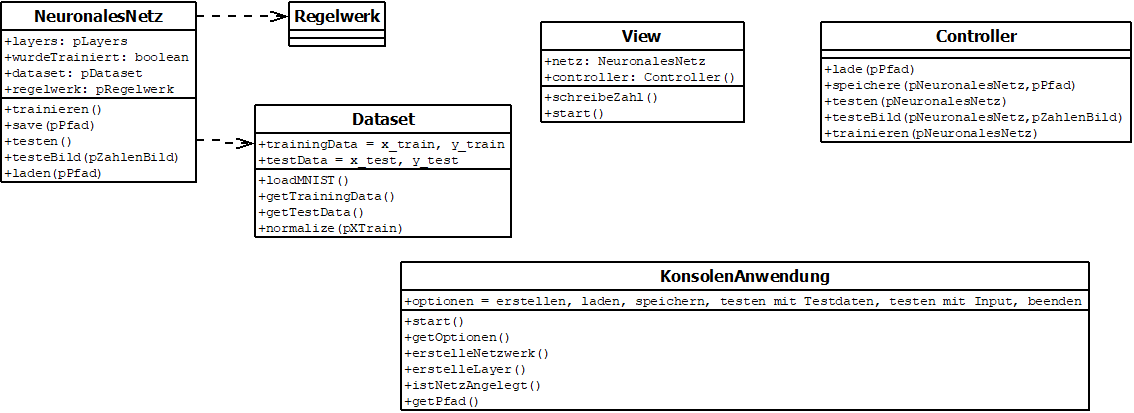 NeuronalesNetz
+layers: pLayers
+wurdeTrainiert: boolean
+dataset: pDataset
+regelwerk: pRegelwerk
+trainieren()
+save(pPfad)
+testen()
+testeBild(pZahlenBild)
+laden(pPfad)
Regelwerk
Dataset
+trainingData = x_train, y_train
+testData = x_test, y_test
+loadMNIST()
+getTrainingData()
+getTestData()
+normalize(pXTrain)
View
+netz: NeuronalesNetz
+controller: Controller()
+schreibeZahl()
+start()
Controller
+lade(pPfad)
+speichere(pNeuronalesNetz,pPfad)
+testen(pNeuronalesNetz)
+testeBild(pNeuronalesNetz,pZahlenBild)
+trainieren(pNeuronalesNetz)
KonsolenAnwendung
+optionen = erstellen, laden, speichern, testen mit Testdaten, testen mit Input, beenden
+start()
+getOptionen()
+erstelleNetzwerk()
+erstelleLayer()
+istNetzAngelegt()
+getPfad()